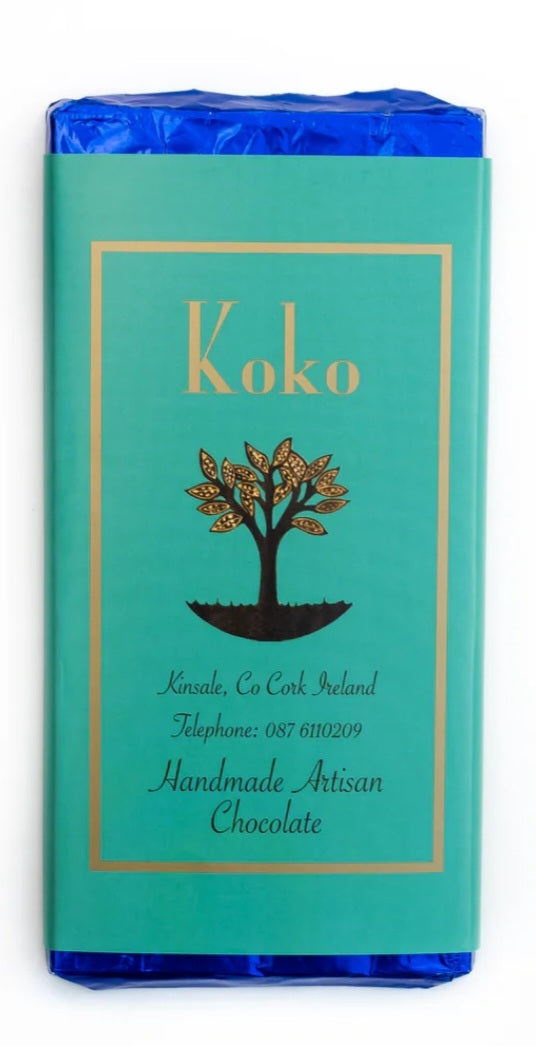 Koko
Kinsale, Co Cork Ireland
Telephone: 087 6110209
Handmade Artisan
Chocolate